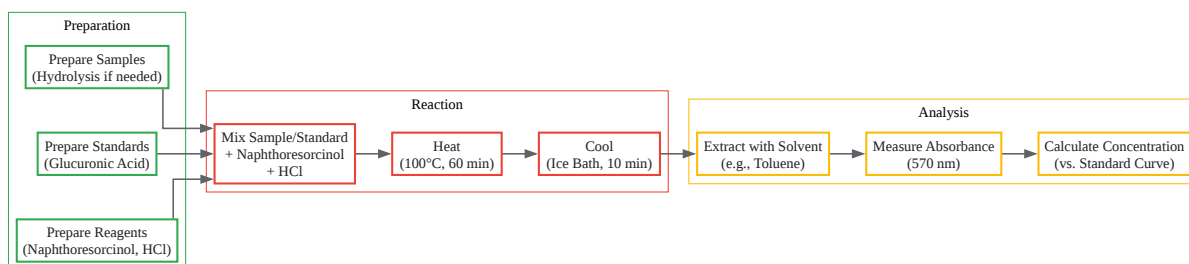 Preparation
Prepare Samples
(Hydrolysis if needed)
Prepare Standards
(Glucuronic Acid)
Prepare Reagents
(Naphthoresorcinol, HCl)
Reaction
Mix Sample/Standard
+ Naphthoresorcinol
+ HCl
Heat
(100°C, 60 min)
Cool
(Ice Bath, 10 min)
Analysis
Extract with Solvent
(e.g., Toluene)
Measure Absorbance
(570 nm)
Calculate Concentration
(vs. Standard Curve)